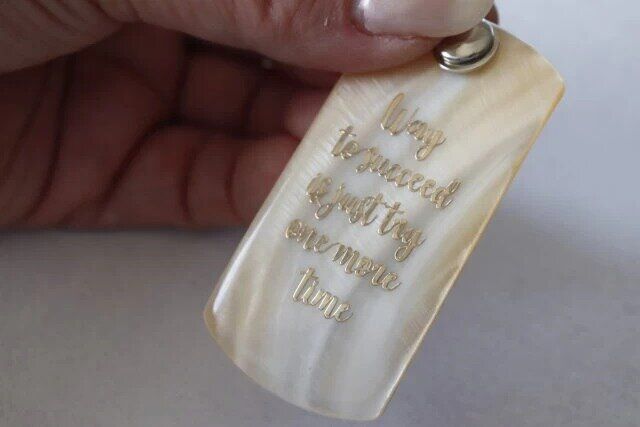 Way
to succeed
is just try
one more
time